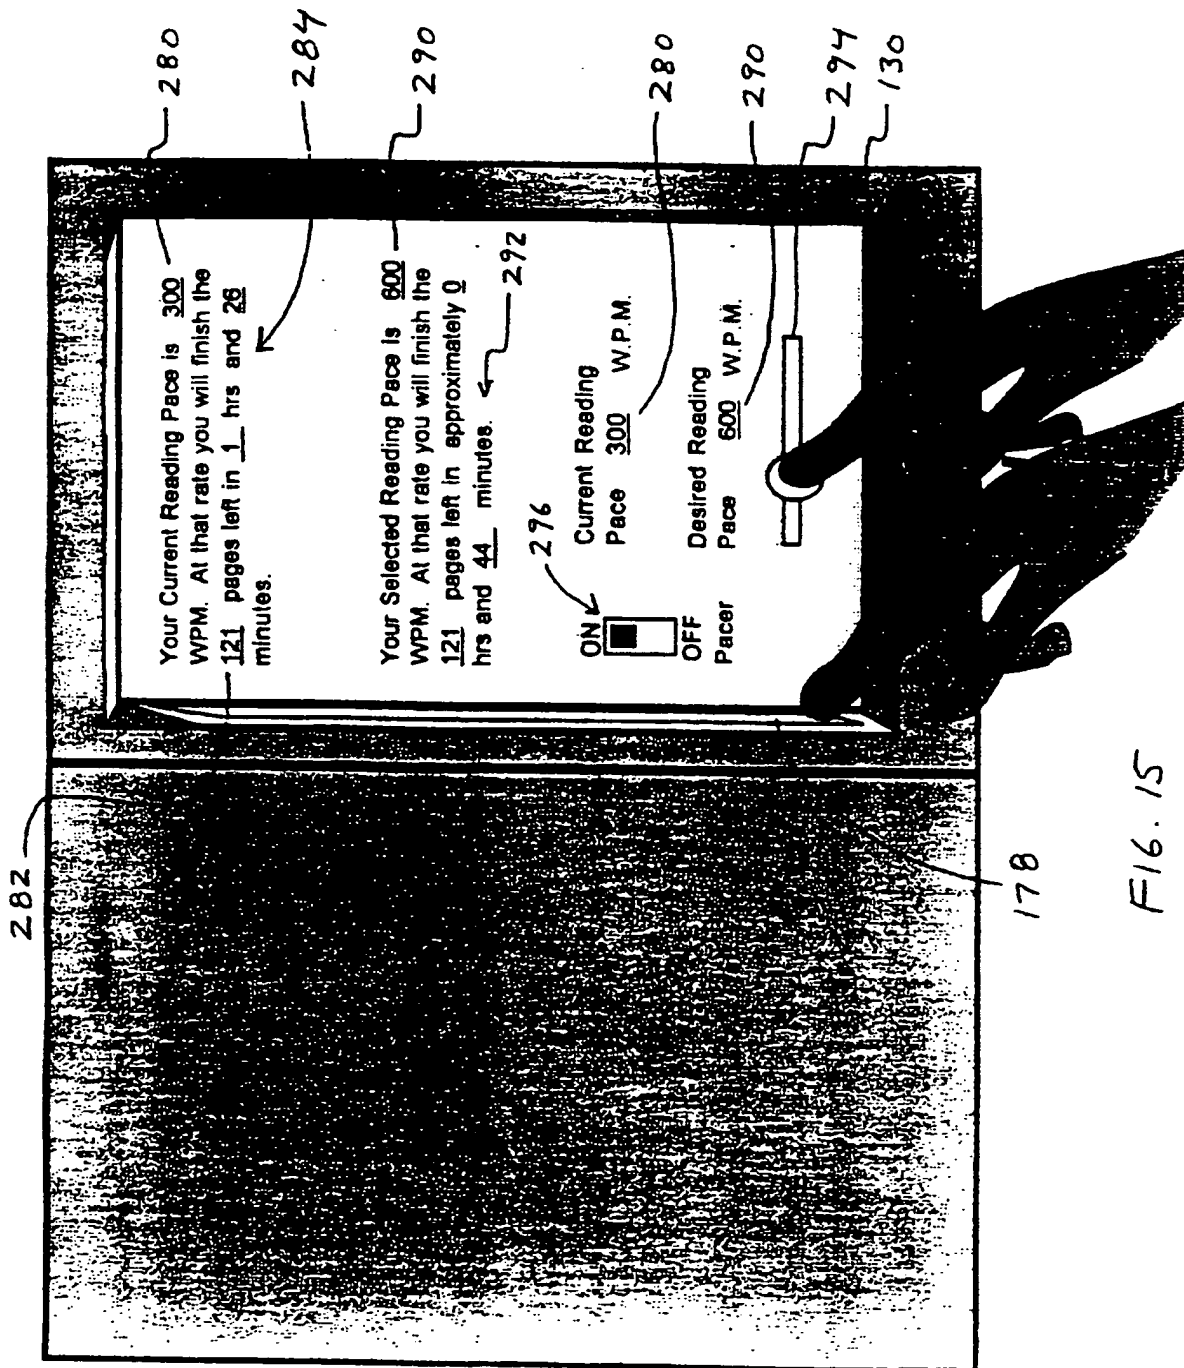 280
Your Current Reading Pace is 300
WPM. At that rate you will finish the
121 pages left in 1 hrs and 26
minutes.
284
282
Your Selected Reading Pace is 600
290
WPM. At that rate you will finish the
121 pages left in approximately 0
hrs and 44 minutes.
292
296
ON
OFF
Pacer
Current Reading
Pace 300 W.P.M.
280
Desired Reading
Pace 600 W.P.M.
290
294
130
178
FIG. 15